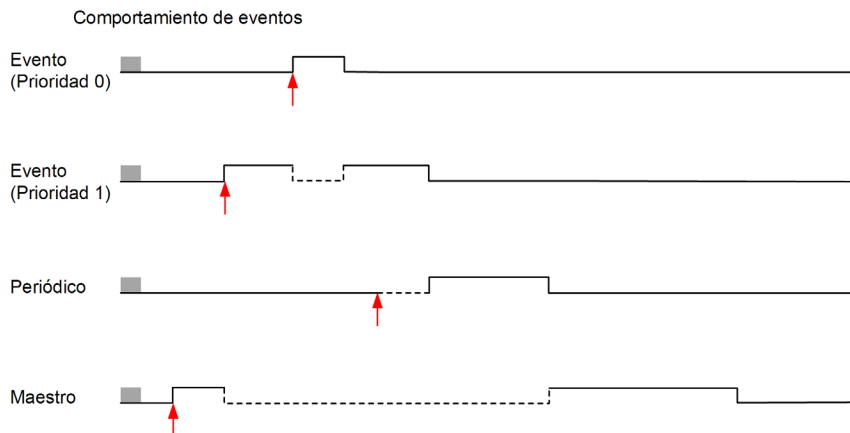 Comportamiento de eventos
Evento
(Prioridad 0)
Evento
(Prioridad 1)
Periódico
Maestro